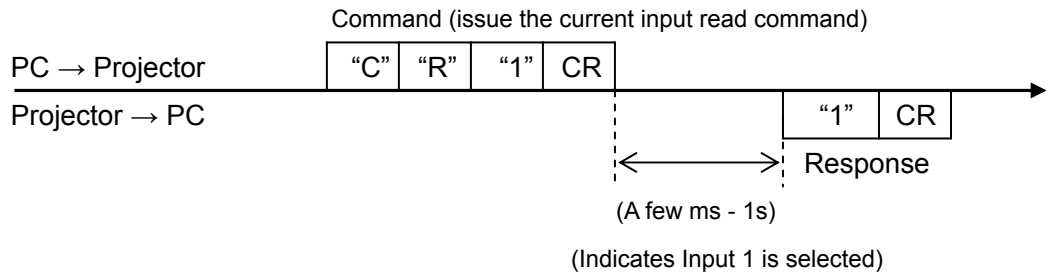 Command (issue the current input read command)
PC → Projector “C” “R” “1” CR
Projector → PC “1” CR
Response
(A few ms - 1s)
(Indicates Input 1 is selected)